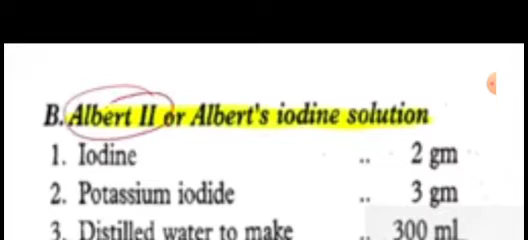 B. Albert II or Albert's iodine solution
1. Iodine .. 2 gm
2. Potassium iodide .. 3 gm
3. Distilled water to make .. 300 ml